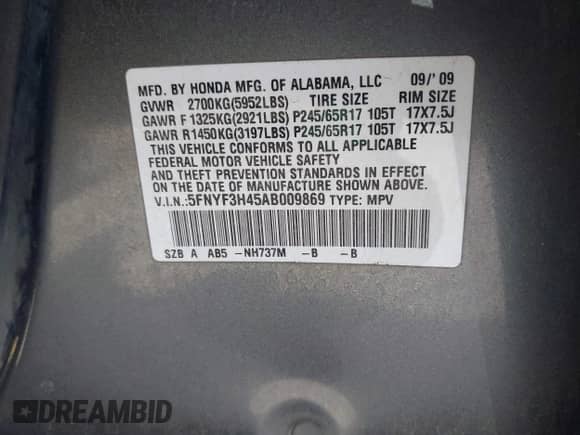 MFD. BY HONDA MFG. OF ALABAMA, LLC 09/' 09
GVWR 2700KG(5952LBS) TIRE SIZE RIM SIZE
GAWR F 1325KG(2921LBS) P245/65R17 105T 17X7.5J
GAWR R1450KG(3197LBS) P245/65R17 105T 17X7.5J
THIS VEHICLE CONFORMS TO ALL APPLICABLE
FEDERAL MOTOR VEHICLE SAFETY
AND THEFT PREVENTION STANDARDS IN EFFECT
ON THE DATE OF MANUFACTURE SHOWN ABOVE.
V.I.N.:5FNYF3H45AB009869 TYPE: MPV
SZB A AB5 -NH737M -B -B
DREAMBID